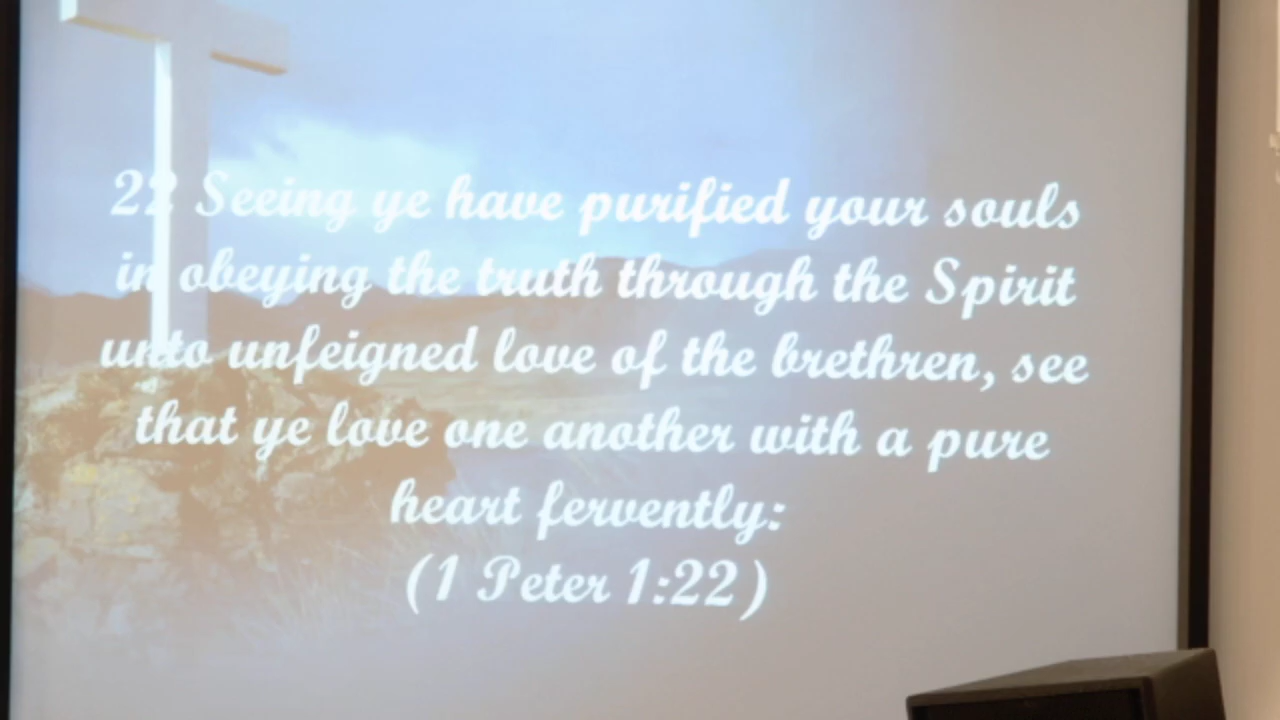 22 Seeing ye have purified your souls
in obeying the truth through the Spirit
unto unfeigned love of the brethren, see
that ye love one another with a pure
heart fervently:
(1 Peter 1:22)